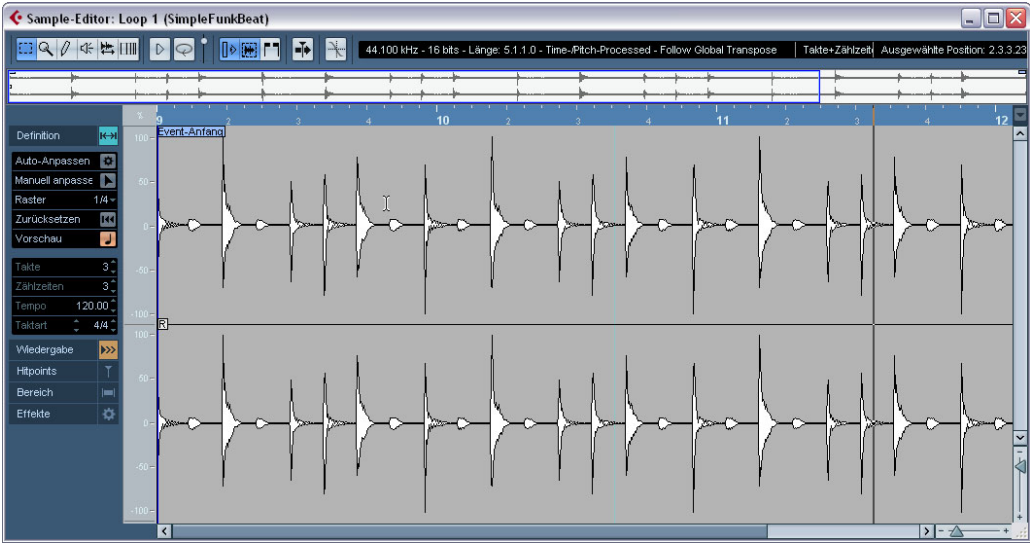 Sample-Editor: Loop 1 (SimpleFunkBeat)
44.100 kHz - 16 bits - Länge: 5.1.1.0 - Time-/Pitch-Processed - Follow Global Transpose
Takte+Zählzeit
Ausgewählte Position: 2.3.3.23
% 9 2 3 4 10 2 3 4 11 2 3 4 12
Event-Anfang
Definition
Auto-Anpassen
Manuell anpasse
Raster 1/4
Zurücksetzen
Vorschau
Takte 3
Zählzeiten 3
Tempo 120.00
Taktart 4/4
Wiedergabe
Hitpoints
Bereich
Effekte
100
50
0
-50
-100
R
100
50
0
-50
-100